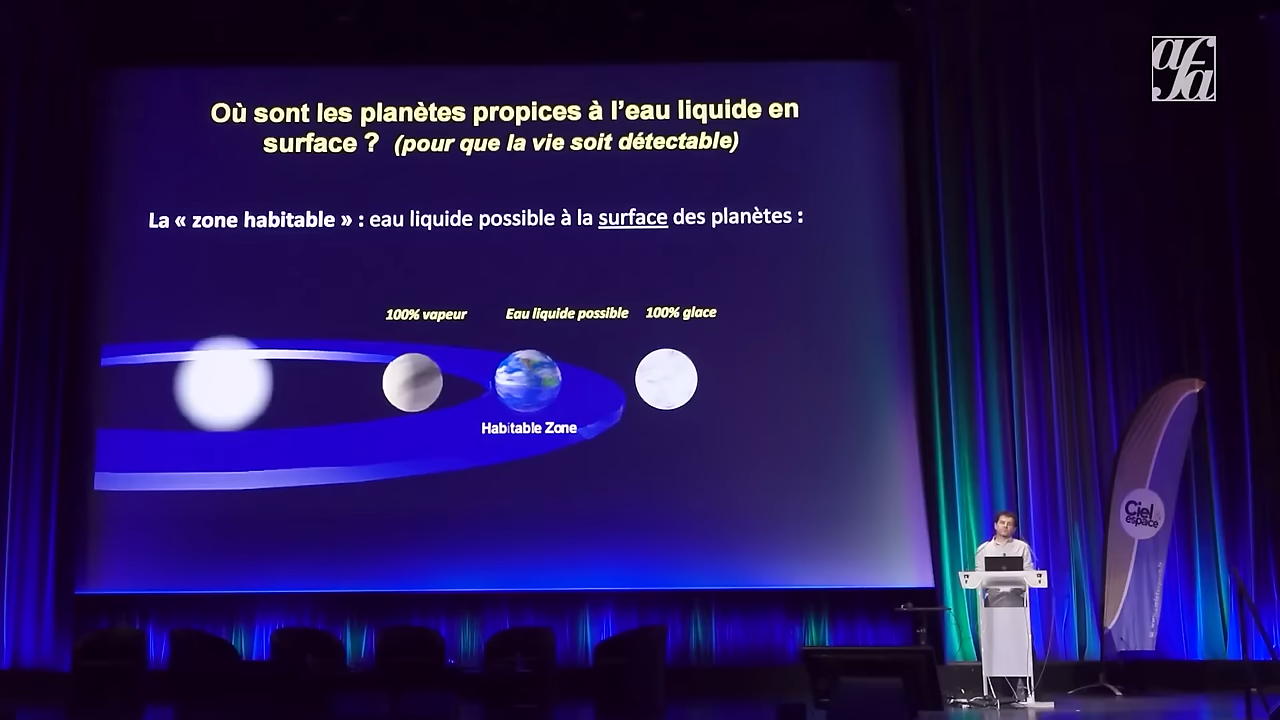 afa
Où sont les planètes propices à l'eau liquide en
surface ? (pour que la vie soit détectable)
La « zone habitable » : eau liquide possible à la surface des planètes :
100% vapeur Eau liquide possible 100% glace
Habitable Zone
Ciel
espace